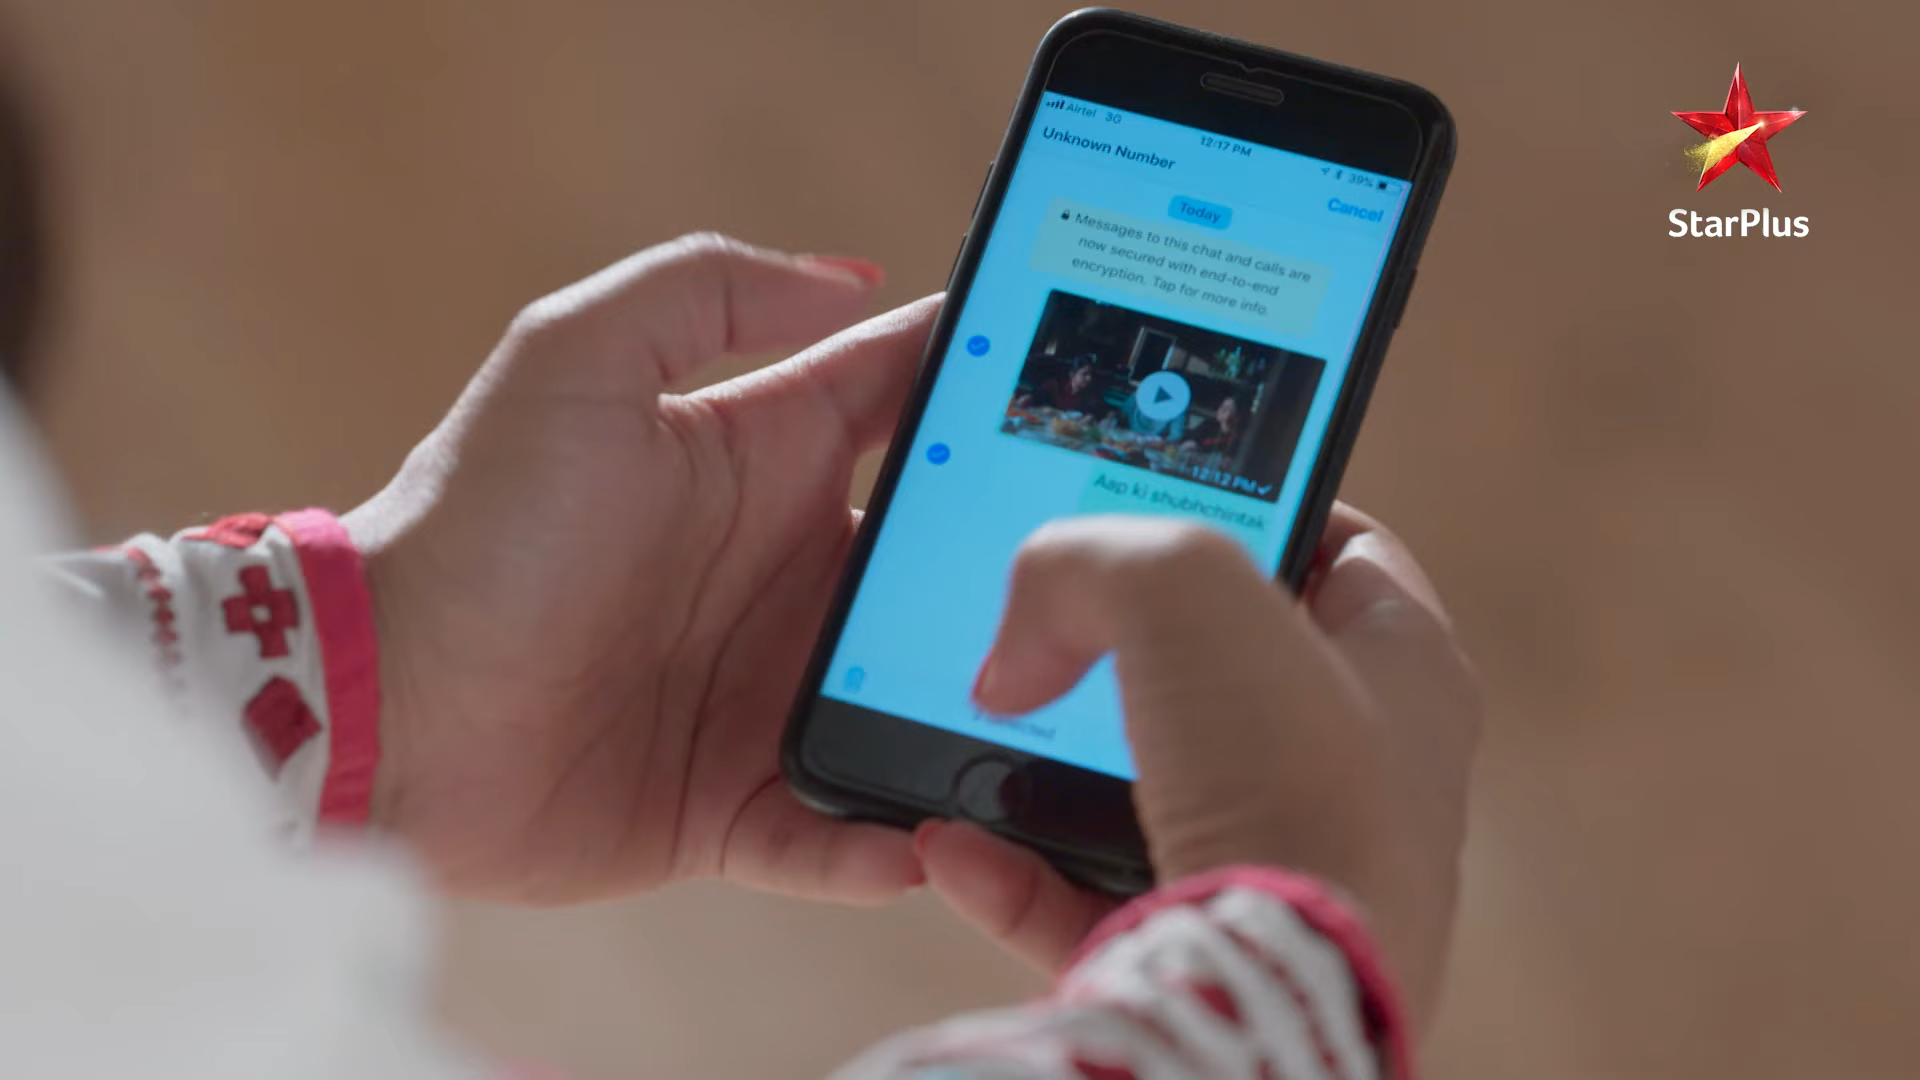 Airtel 3G
12:17 PM
39%
Unknown Number
Cancel
Today
Messages to this chat and calls are
now secured with end-to-end
encryption. Tap for more info.
12:12 PM
Aap ki shubhchintak
StarPlus